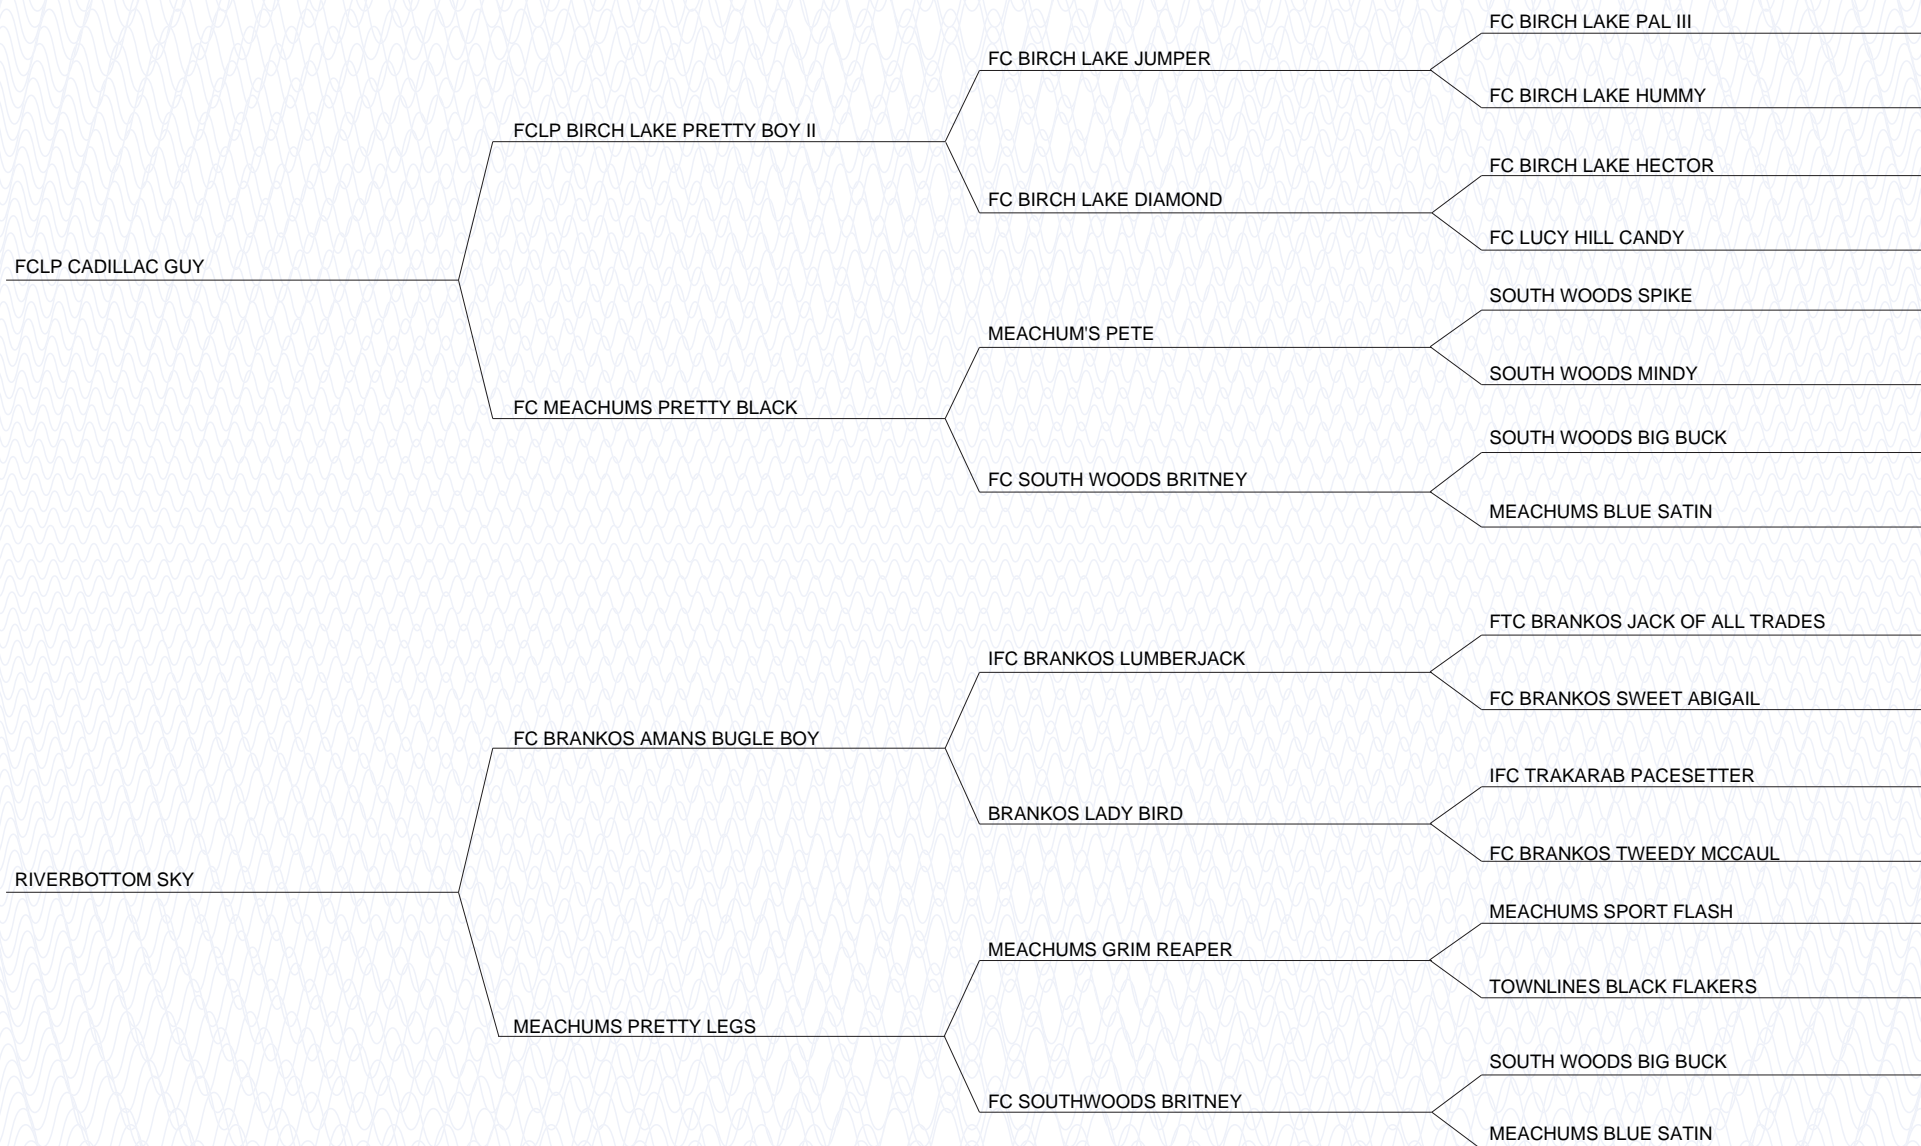 FC BIRCH LAKE PAL III
FC BIRCH LAKE JUMPER
FC BIRCH LAKE HUMMY
FCLP BIRCH LAKE PRETTY BOY II
FC BIRCH LAKE HECTOR
FC BIRCH LAKE DIAMOND
FC LUCY HILL CANDY
FCLP CADILLAC GUY
SOUTH WOODS SPIKE
MEACHUM'S PETE
SOUTH WOODS MINDY
FC MEACHUMS PRETTY BLACK
SOUTH WOODS BIG BUCK
FC SOUTH WOODS BRITNEY
MEACHUMS BLUE SATIN
FTC BRANKOS JACK OF ALL TRADES
IFC BRANKOS LUMBERJACK
FC BRANKOS SWEET ABIGAIL
FC BRANKOS AMANS BUGLE BOY
IFC TRAKARAB PACESETTER
BRANKOS LADY BIRD
FC BRANKOS TWEEDY MCCAUL
RIVERBOTTOM SKY
MEACHUMS SPORT FLASH
MEACHUMS GRIM REAPER
TOWNLINES BLACK FLAKERS
MEACHUMS PRETTY LEGS
SOUTH WOODS BIG BUCK
FC SOUTHWOODS BRITNEY
MEACHUMS BLUE SATIN